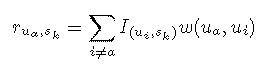 r_{u_a,s_k} = \sum_{i \neq a} I_{(u_i,s_k)} w(u_a, u_i)